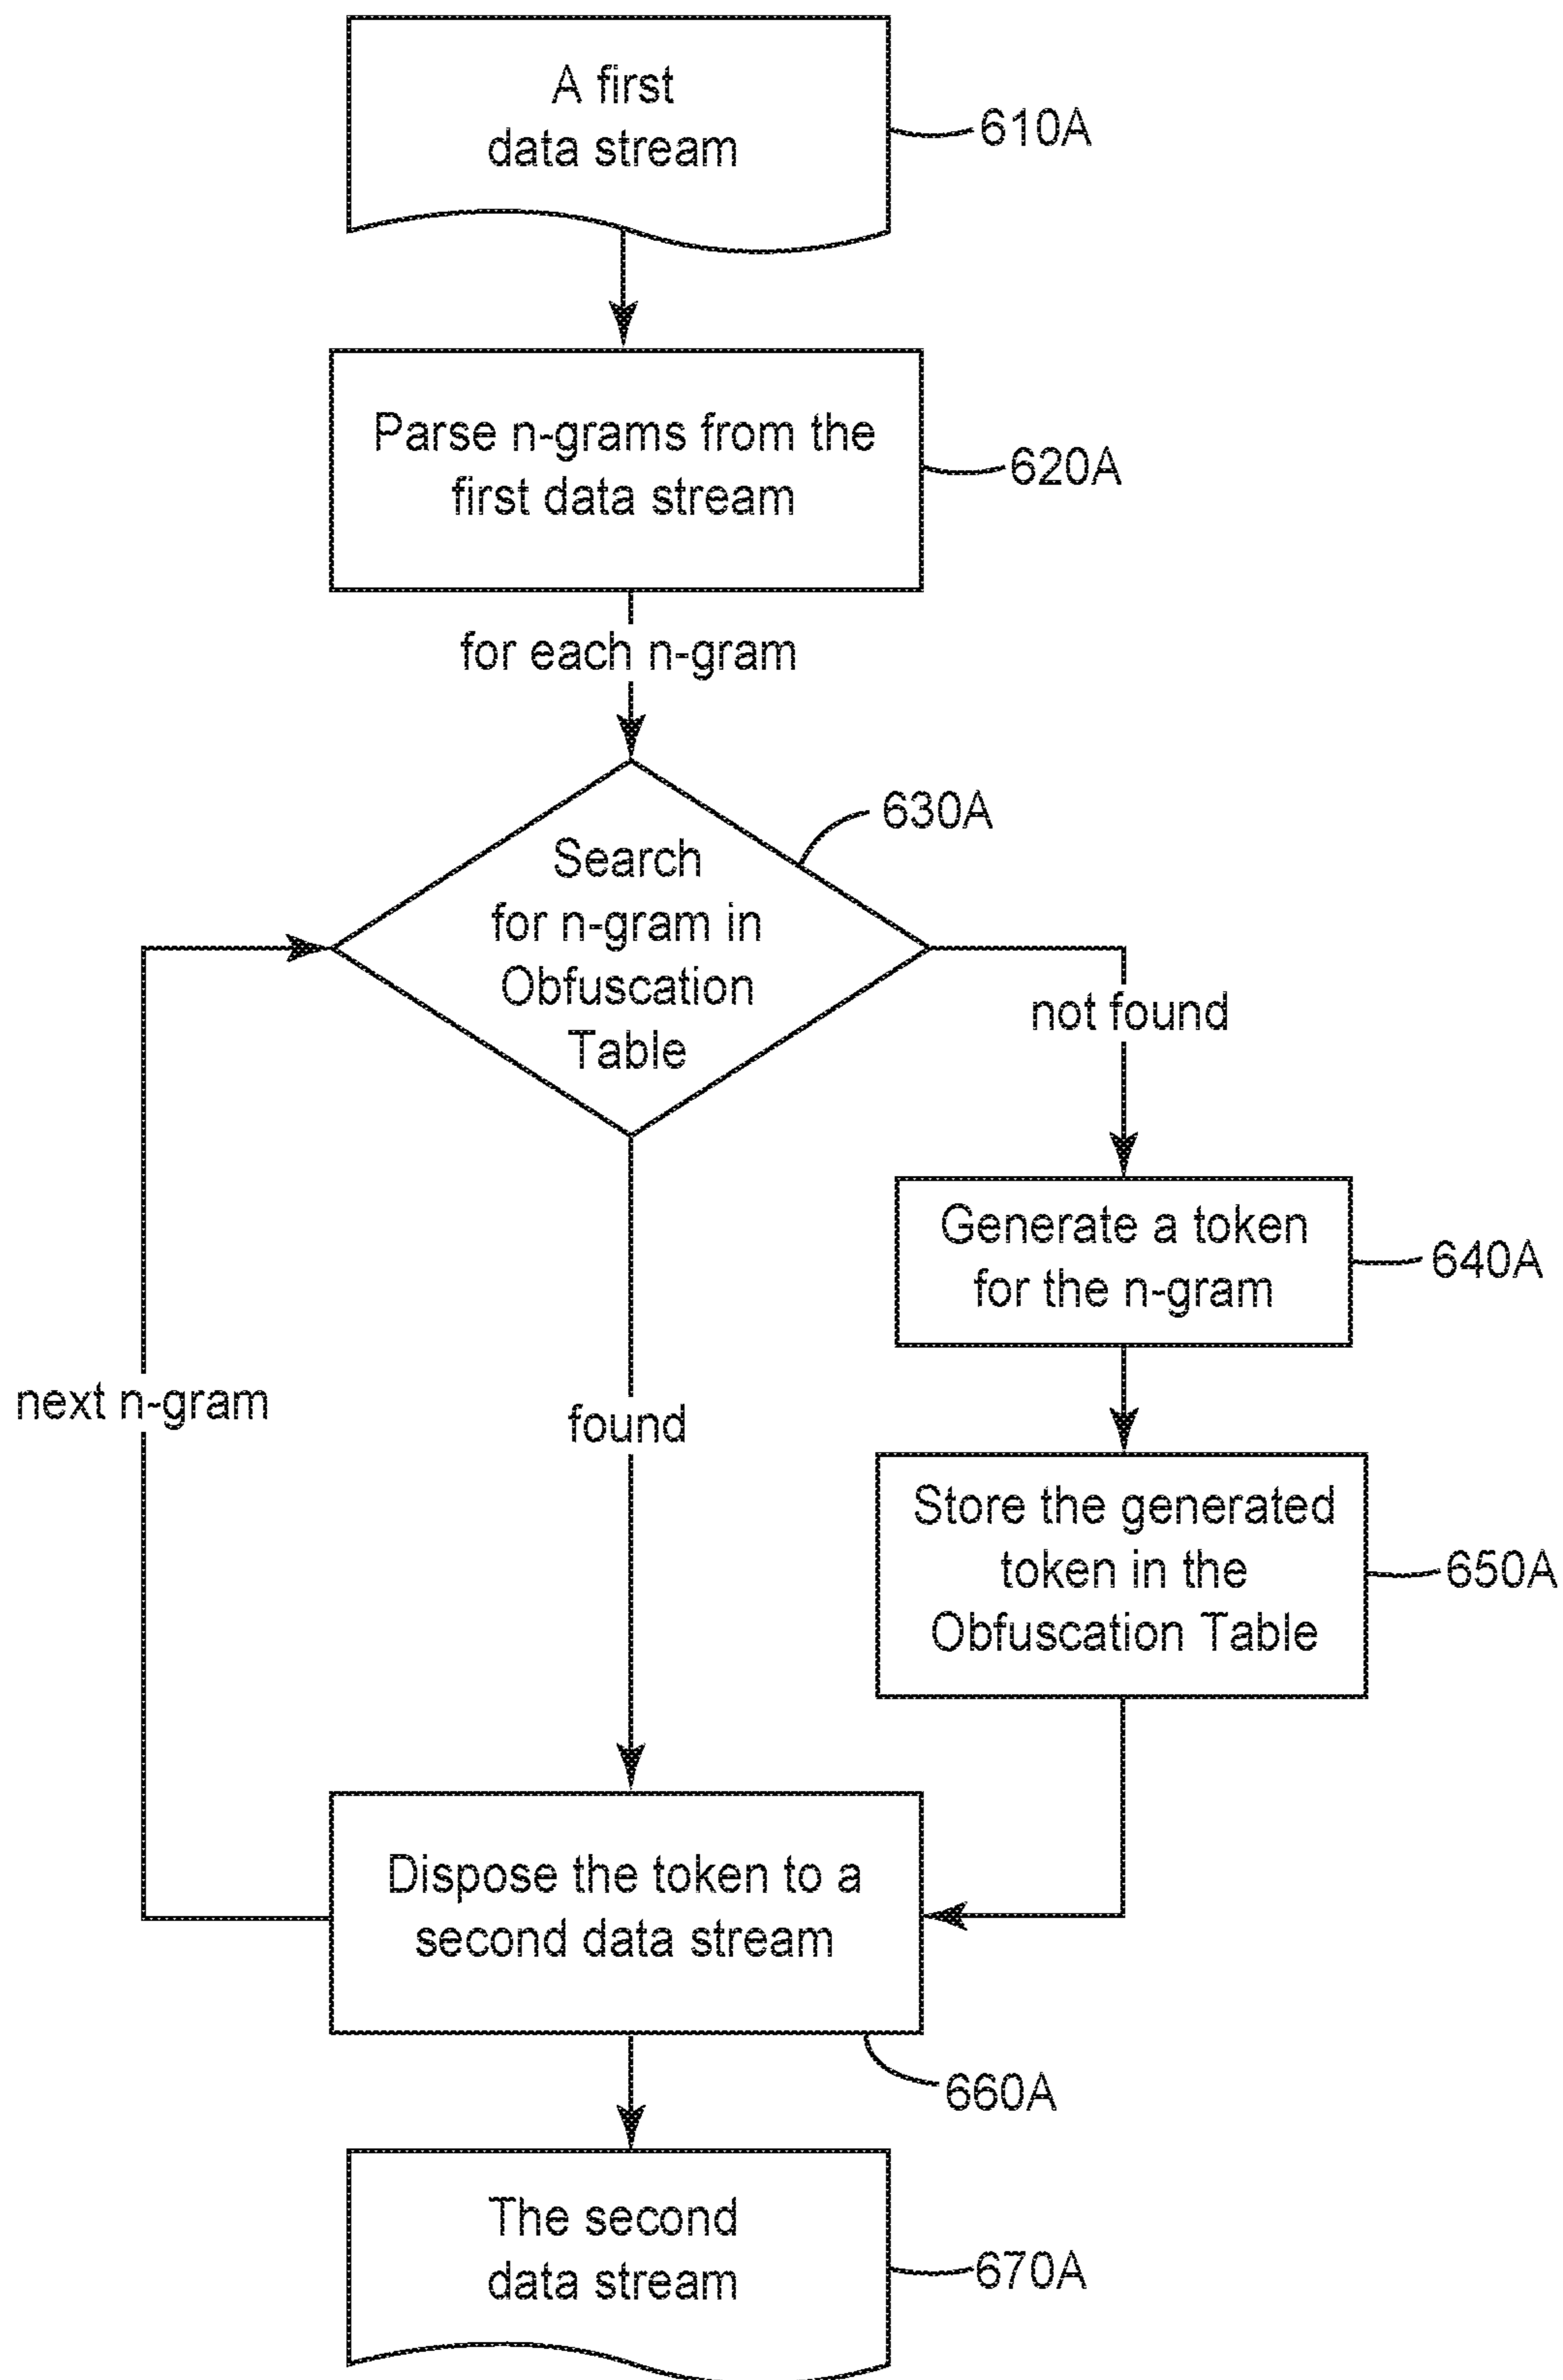 A first
data stream
610A
Parse n-grams from the
first data stream
620A
for each n-gram
630A
Search
for n-gram in
Obfuscation
Table
not found
Generate a token
for the n-gram
640A
next n-gram
found
Store the generated
token in the
Obfuscation Table
650A
Dispose the token to a
second data stream
660A
The second
data stream
670A